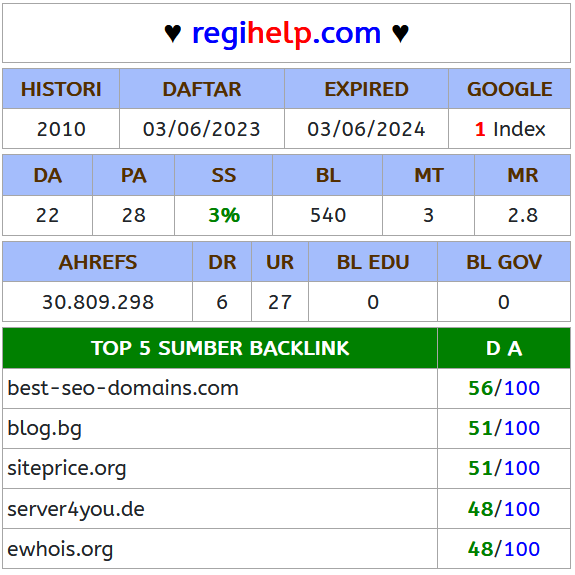 ♥ regihelp.com ♥
HISTORI DAFTAR EXPIRED GOOGLE
2010 03/06/2023 03/06/2024 1 Index
DA PA SS BL MT MR
22 28 3% 540 3 2.8
AHREFS DR UR BL EDU BL GOV
30.809.298 6 27 0 0
TOP 5 SUMBER BACKLINK D A
best-seo-domains.com 56/100
blog.bg 51/100
siteprice.org 51/100
server4you.de 48/100
ewhois.org 48/100